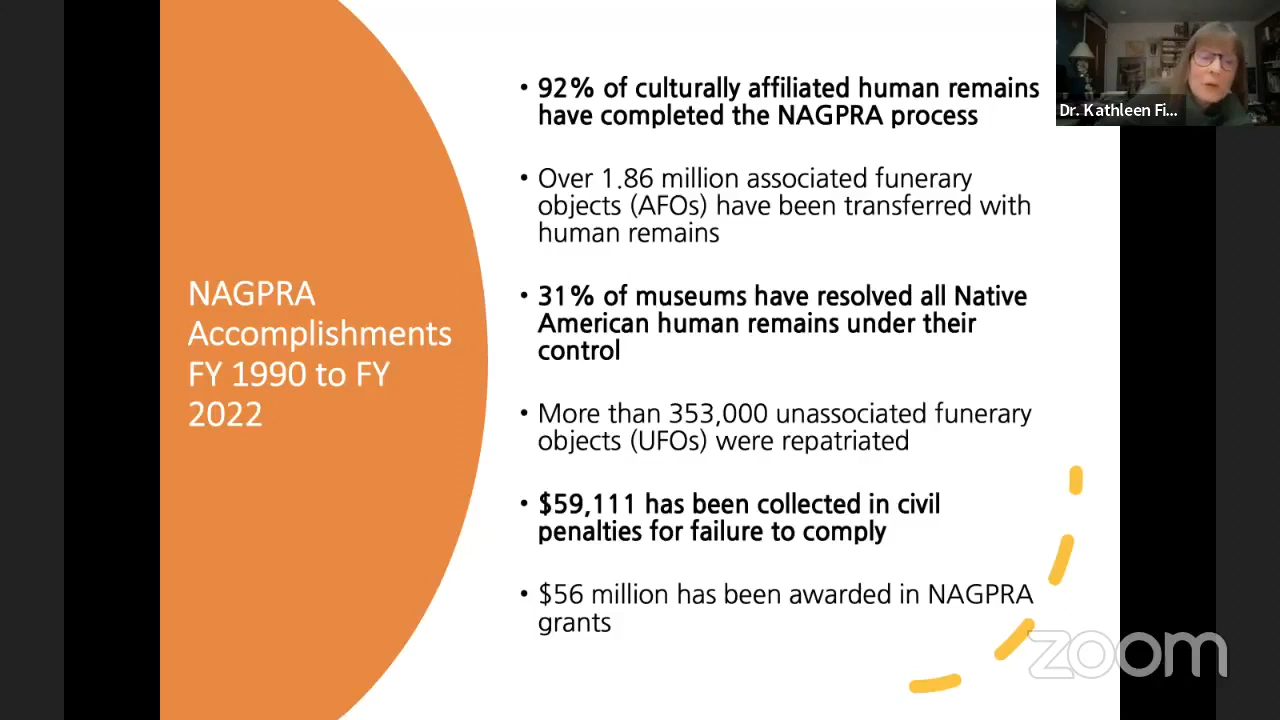 NAGPRA
Accomplishments
FY 1990 to FY
2022
• 92% of culturally affiliated human remains
have completed the NAGPRA process
• Over 1.86 million associated funerary
objects (AFOs) have been transferred with
human remains
• 31% of museums have resolved all Native
American human remains under their
control
• More than 353,000 unassociated funerary
objects (UFOs) were repatriated
• $59,111 has been collected in civil
penalties for failure to comply
• $56 million has been awarded in NAGPRA
grants
Dr. Kathleen Fi...
zoom